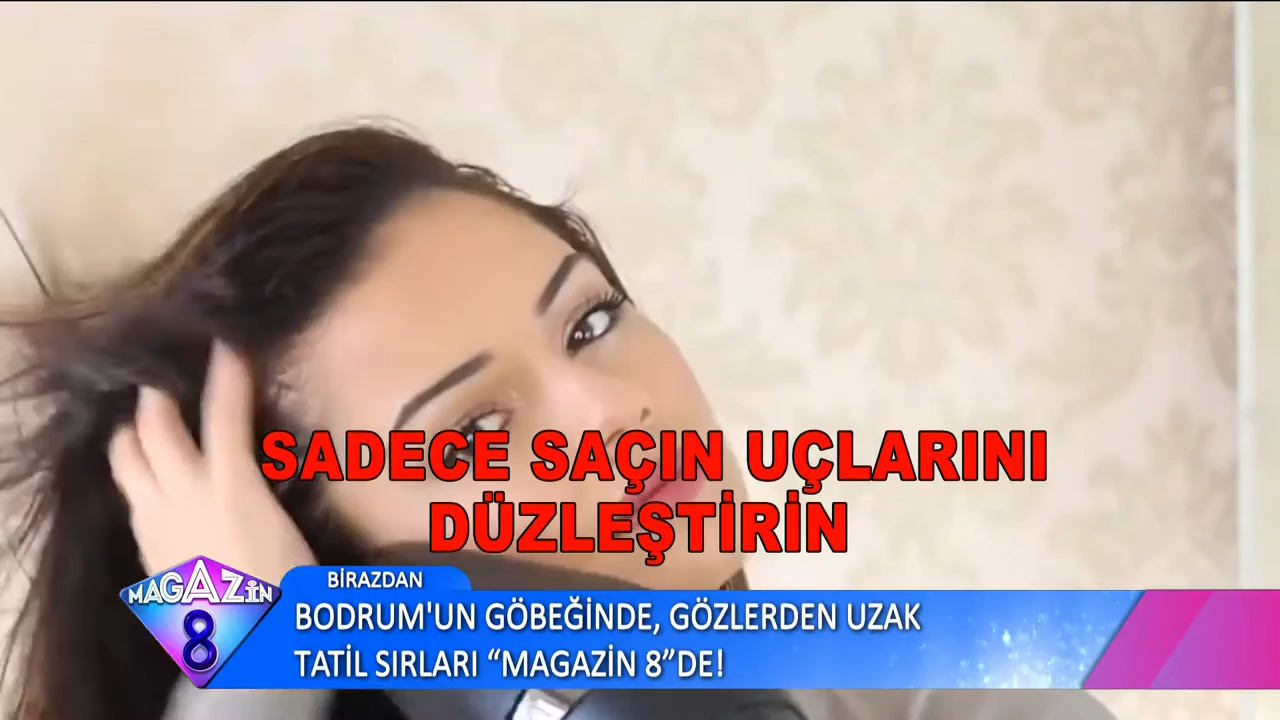 SADECE SAÇIN UÇLARINI
DÜZLEŞTİRİN
BİRAZDAN
MAGAZİN
8
BODRUM'UN GÖBEĞİNDE, GÖZLERDEN UZAK
TATİL SIRLARI “MAGAZİN 8”DE!